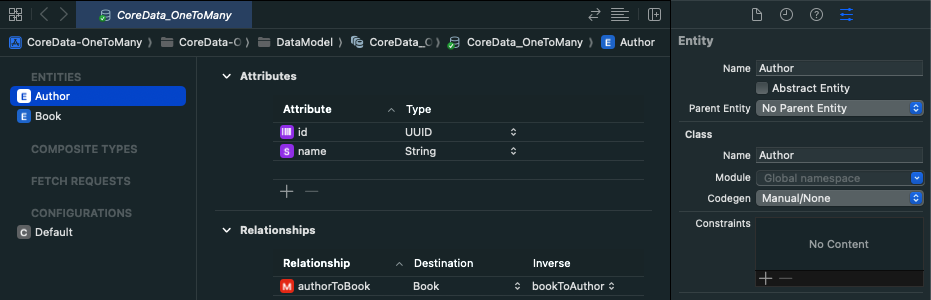 CoreData_OneToMany
CoreData-OneToMany 〉 CoreData-O 〉 DataModel 〉 CoreData_O 〉 CoreData_OneToMany 〉 E Author
ENTITIES
E Author
E Book
COMPOSITE TYPES
FETCH REQUESTS
CONFIGURATIONS
C Default
Attributes
Attribute Type
id UUID
S name String
Relationships
Relationship Destination Inverse
M authorToBook Book bookToAuthor
Entity
Name Author
Abstract Entity
Parent Entity No Parent Entity
Class
Name Author
Module Global namespace
Codegen Manual/None
Constraints
No Content